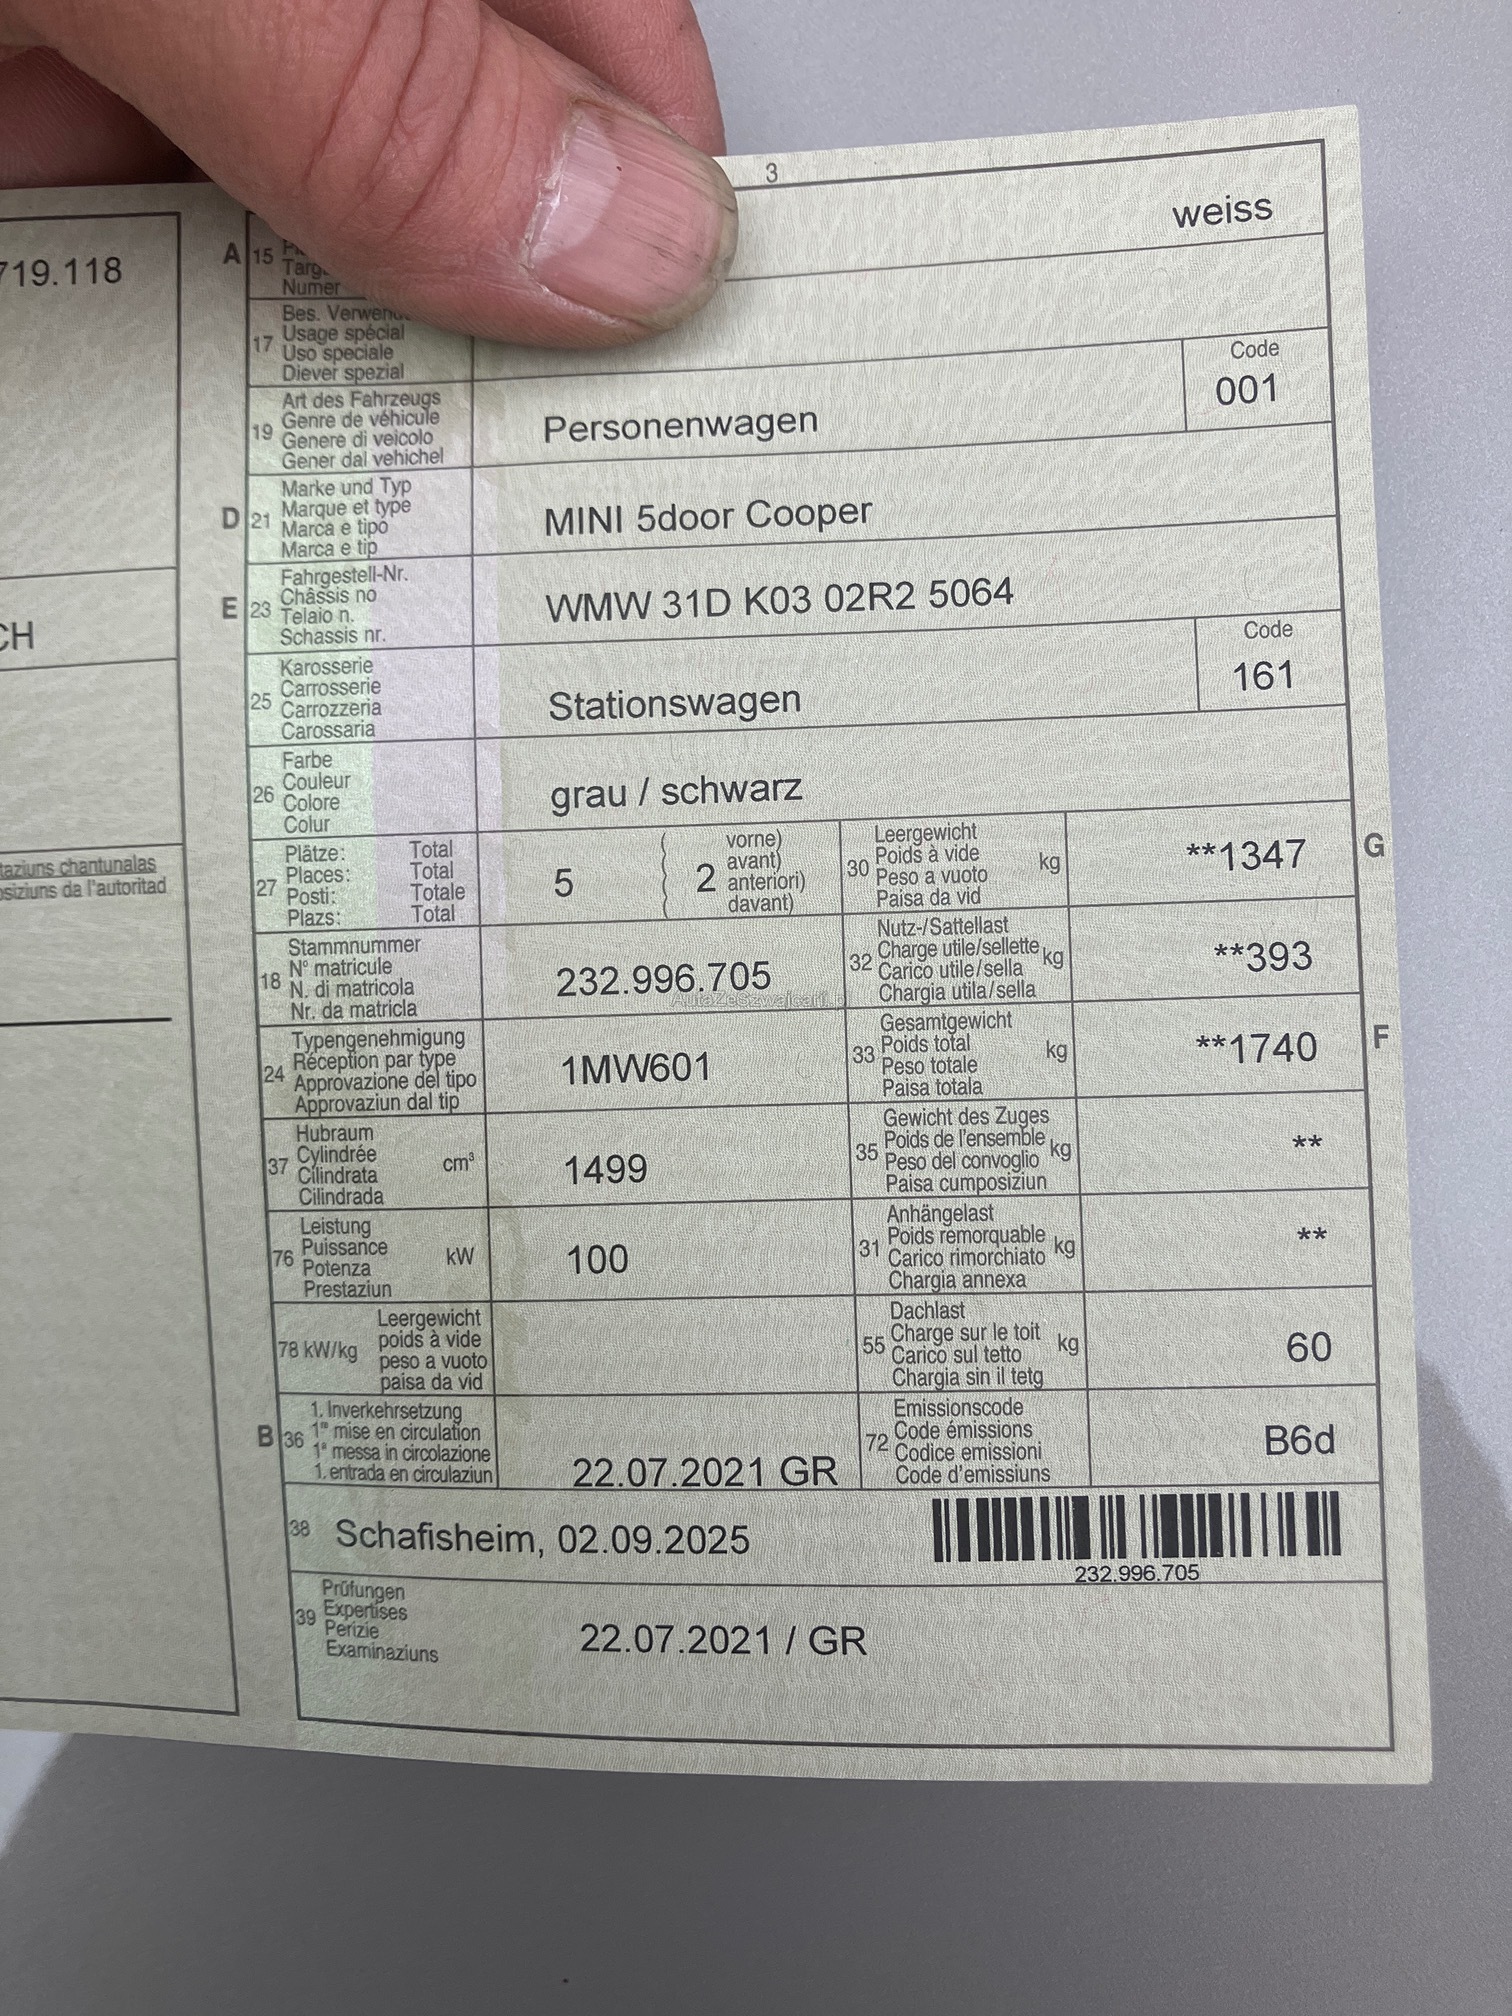 719.118
CH
taziuns chantunalas
osiziuns da l'autoritad
3
weiss
A 15
Targ
Numer
17 Bes. Verwend
Usage spécial
Uso speciale
Diever spezial
19 Art des Fahrzeugs
Genre de véhicule
Genere di veicolo
Gener dal vehichel
Personenwagen
Code
001
D 21 Marke und Typ
Marque et type
Marca e tipo
Marca e tip
MINI 5door Cooper
E 23 Fahrgestell-Nr.
Châssis no
Telaio n.
Schassis nr.
WMW 31D K03 02R2 5064
25 Karosserie
Carrosserie
Carrozzeria
Carossaria
Stationswagen
Code
161
26 Farbe
Couleur
Colore
Colur
grau / schwarz
27 Plätze: Total
Places: Total
Posti: Totale
Plazs: Total
5
2 vorne)
avant)
anteriori)
davant)
30 Leergewicht
Poids à vide
Peso a vuoto
Paisa da vid
kg
**1347
G
18 Stammnummer
N° matricule
N. di matricola
Nr. da matricla
232.996.705
32 Nutz-/Sattellast
Charge utile/sellette
Carico utile/sella
Chargia utila/sella
kg
**393
24 Typengenehmigung
Réception par type
Approvazione del tipo
Approvaziun dal tip
1MW601
33 Gesamtgewicht
Poids total
Peso totale
Paisa totala
kg
**1740
F
37 Hubraum
Cylindrée
Cilindrata
Cilindrada
cm³
1499
35 Gewicht des Zuges
Poids de l'ensemble
Peso del convoglio
Paisa cumposiziun
kg
**
76 Leistung
Puissance
Potenza
Prestaziun
kW
100
31 Anhängelast
Poids remorquable
Carico rimorchiato
Chargia annexa
kg
**
78 kW/kg Leergewicht
poids à vide
peso a vuoto
paisa da vid
55 Dachlast
Charge sur le toit
Carico sul tetto
Chargia sin il tetg
kg
60
B 36 1. Inverkehrsetzung
1re mise en circulation
1a messa in circolazione
1. entrada en circulaziun
22.07.2021 GR
72 Emissionscode
Code émissions
Codice emissioni
Code d'emissiuns
B6d
38 Schafisheim, 02.09.2025
232.996.705
39 Prüfungen
Expertises
Perizie
Examinaziuns
22.07.2021 / GR